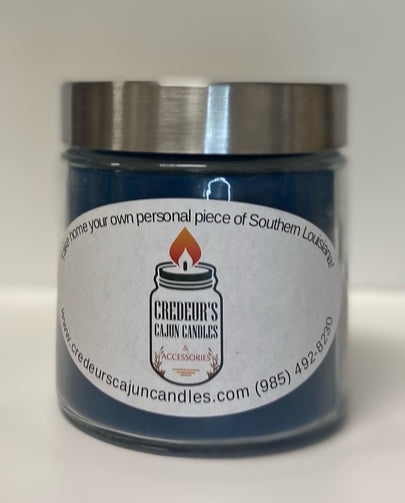 Take home your own personal piece of Southern Louisiana!
CREDEUR'S
CAJUN CANDLES
&
ACCESSORIES
www.credeurscajuncandles.com (985) 492-8230